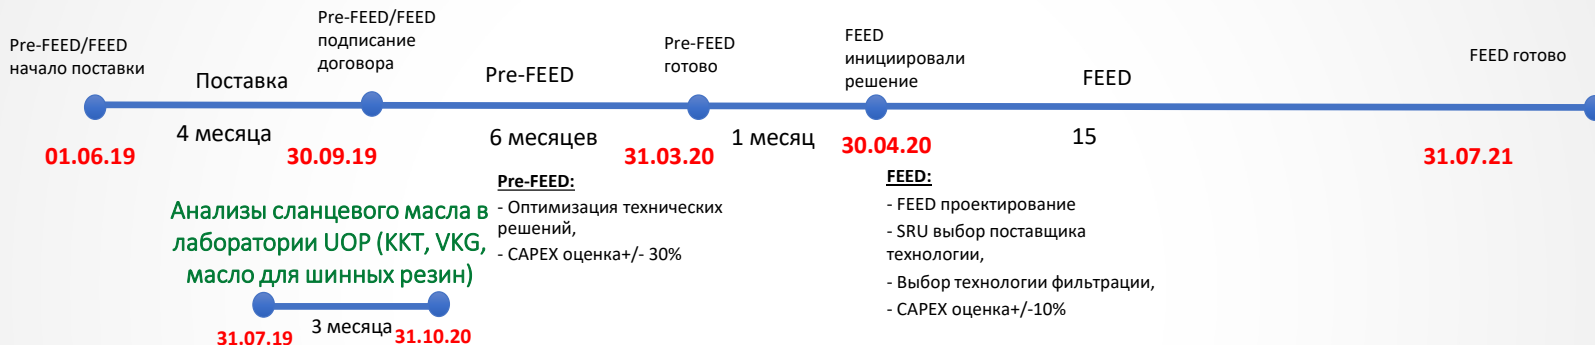 Pre-FEED/FEED
начало поставки
Pre-FEED/FEED
подписание
договора
Pre-FEED
готово
FEED
инициировали
решение
FEED готово
Поставка
Pre-FEED
FEED
4 месяца
6 месяцев
1 месяц
15
01.06.19
30.09.19
31.03.20
30.04.20
31.07.21
Анализы сланцевого масла в
лаборатории UOP (ККТ, VKG,
масло для шинных резин)
3 месяца
31.07.19
31.10.20
Pre-FEED:
- Оптимизация технических
решений,
- CAPEX оценка+/- 30%
FEED:
- FEED проектирование
- SRU выбор поставщика
технологии,
- Выбор технологии фильтрации,
- CAPEX оценка+/-10%